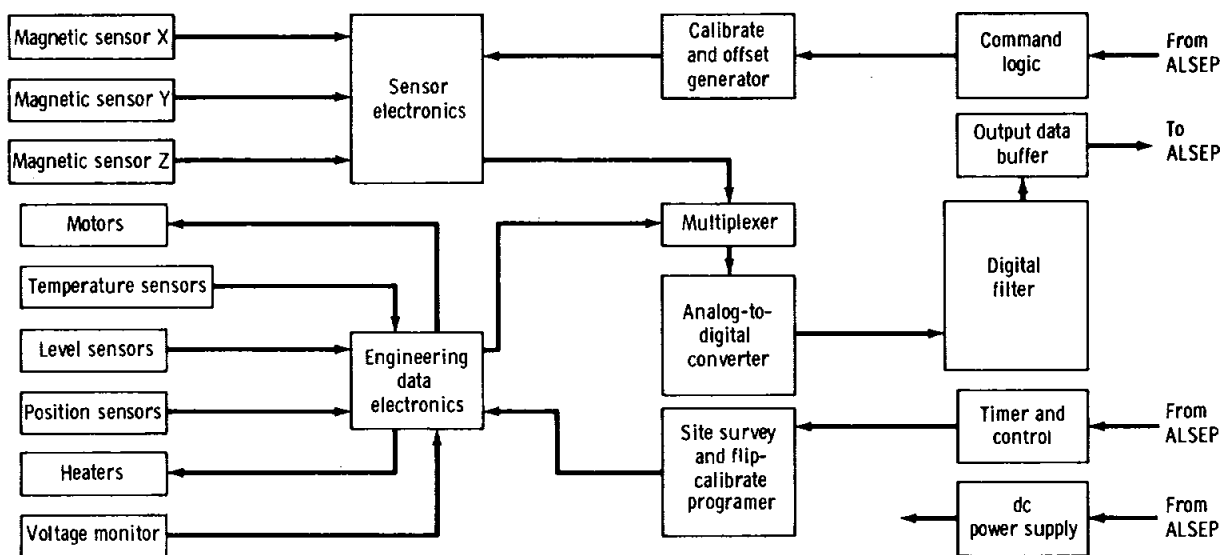 Magnetic sensor X
Magnetic sensor Y
Magnetic sensor Z
Sensor
electronics
Calibrate
and offset
generator
Command
logic
From
ALSEP
Output data
buffer
To
ALSEP
Motors
Temperature sensors
Level sensors
Position sensors
Heaters
Voltage monitor
Engineering
data
electronics
Multiplexer
Analog-to-
digital
converter
Digital
filter
Site survey
and flip-
calibrate
programer
Timer and
control
From
ALSEP
dc
power supply
From
ALSEP